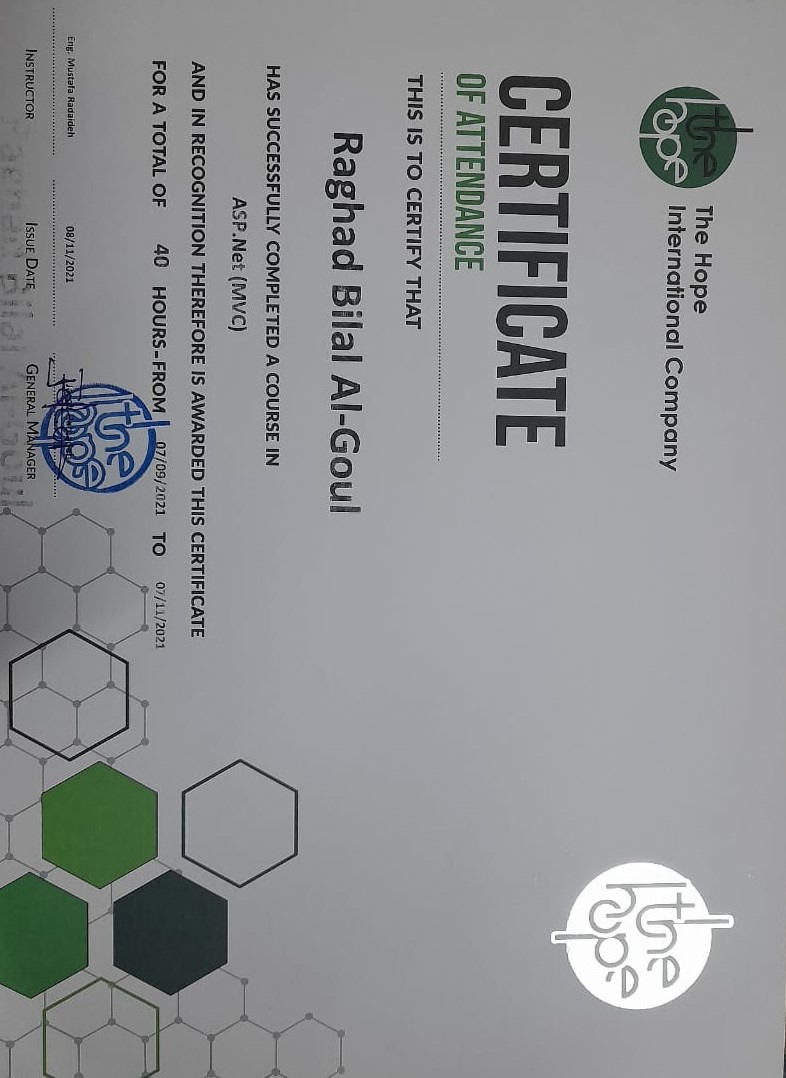 the hope
The Hope
International Company
the hope
CERTIFICATE
OF ATTENDANCE
THIS IS TO CERTIFY THAT
Raghad Bilal Al-Goul
HAS SUCCESSFULLY COMPLETED A COURSE IN
ASP.Net (MVC)
AND IN RECOGNITION THEREFORE IS AWARDED THIS CERTIFICATE
FOR A TOTAL OF 40 HOURS-FROM 07/09/2021 TO 07/11/2021
the hope
Eng. Mustafa Radaideh 08/11/2021
INSTRUCTOR ISSUE DATE GENERAL MANAGER
Raghad Bilal Al-Goul